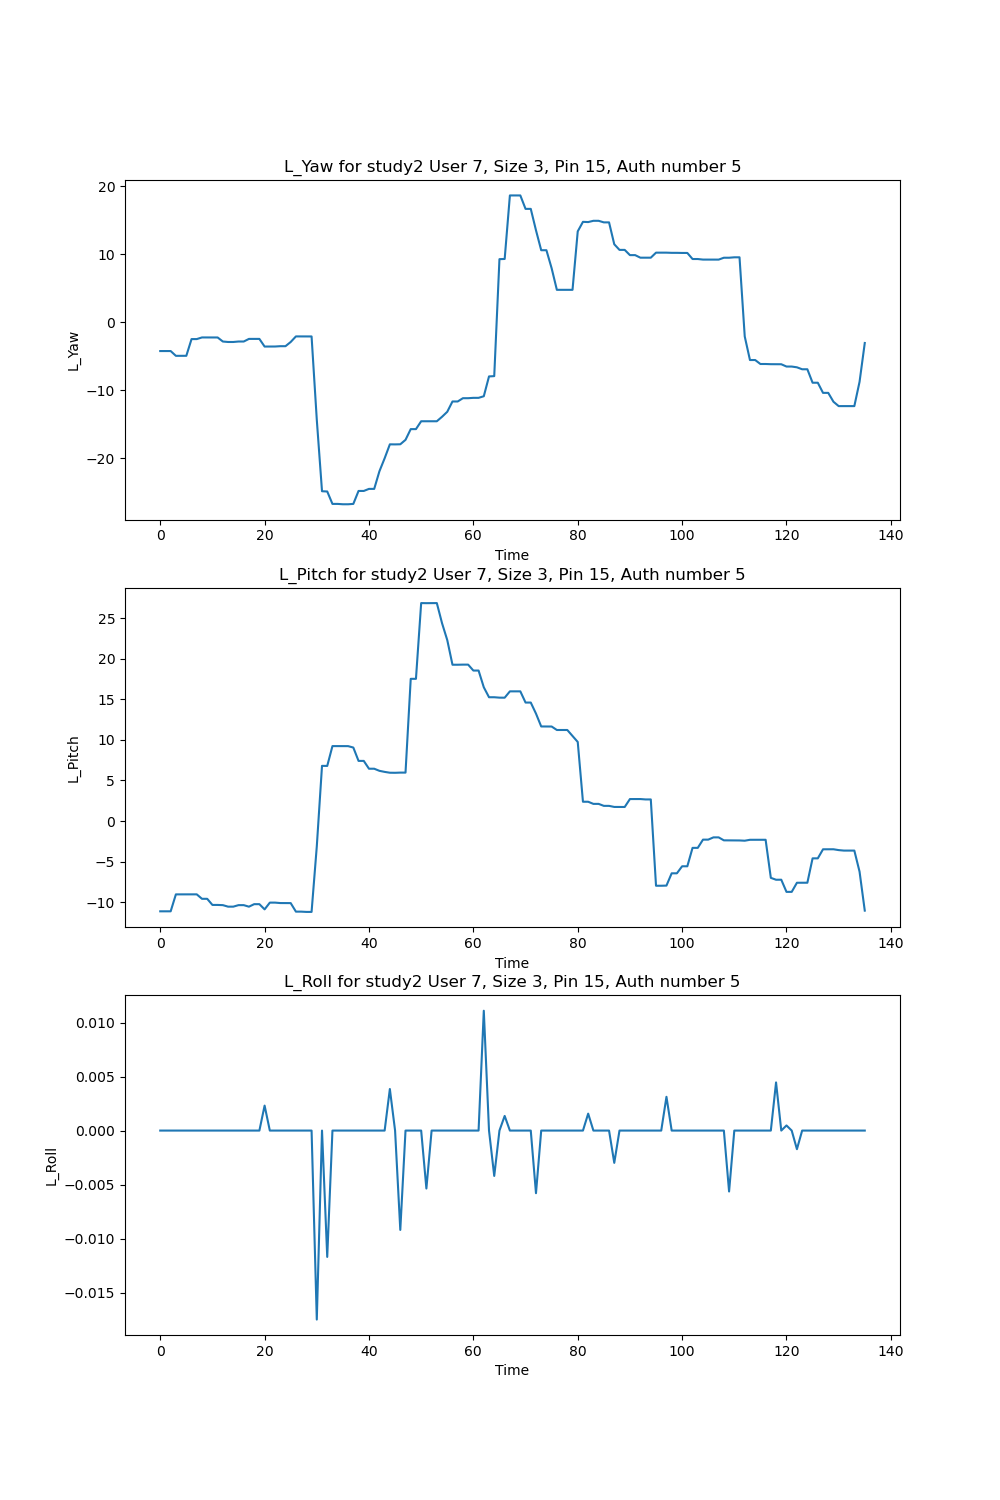 L_Yaw for study2 User 7, Size 3, Pin 15, Auth number 5
20
10
0
−10
−20
L_Yaw
0 20 40 60 80 100 120 140
Time
L_Pitch for study2 User 7, Size 3, Pin 15, Auth number 5
25
20
15
10
5
0
−5
−10
L_Pitch
0 20 40 60 80 100 120 140
Time
L_Roll for study2 User 7, Size 3, Pin 15, Auth number 5
0.010
0.005
0.000
−0.005
−0.010
−0.015
L_Roll
0 20 40 60 80 100 120 140
Time